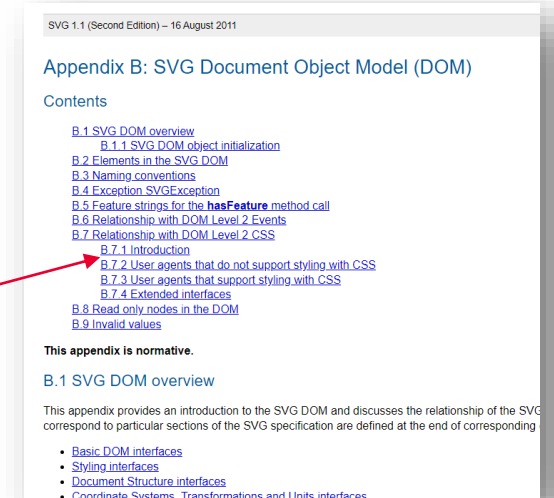 SVG 1.1 (Second Edition) – 16 August 2011
Appendix B: SVG Document Object Model (DOM)
Contents
B.1 SVG DOM overview
B.1.1 SVG DOM object initialization
B.2 Elements in the SVG DOM
B.3 Naming conventions
B.4 Exception SVGException
B.5 Feature strings for the hasFeature method call
B.6 Relationship with DOM Level 2 Events
B.7 Relationship with DOM Level 2 CSS
B.7.1 Introduction
B.7.2 User agents that do not support styling with CSS
B.7.3 User agents that support styling with CSS
B.7.4 Extended interfaces
B.8 Read only nodes in the DOM
B.9 Invalid values
This appendix is normative.
B.1 SVG DOM overview
This appendix provides an introduction to the SVG DOM and discusses the relationship of the SVG
correspond to particular sections of the SVG specification are defined at the end of corresponding
• Basic DOM interfaces
• Styling interfaces
• Document Structure interfaces
• Coordinate Systems, Transformations and Units interfaces